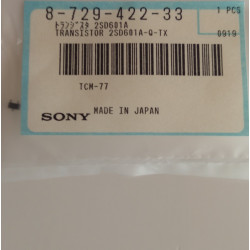 8-729-422-33
1 PCS
ﾄﾗﾝｼﾞｽﾀ 2SD601A
TRANSISTOR 2SD601A-Q-TX
0919
TCM-77
SONY
MADE IN JAPAN